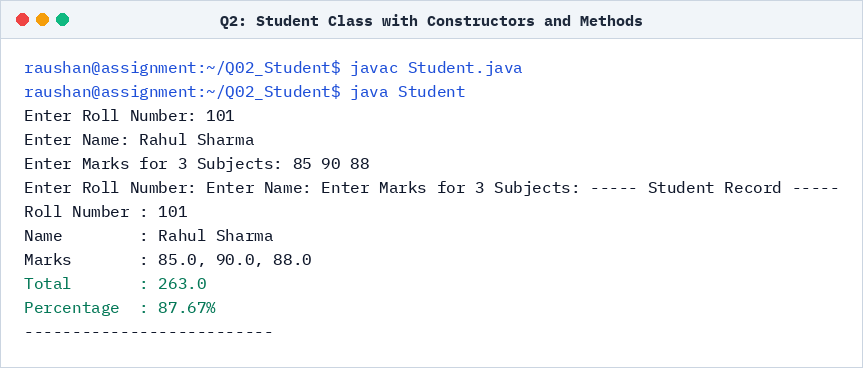 Q2: Student Class with Constructors and Methods
raushan@assignment:~/Q02_Student$ javac Student.java
raushan@assignment:~/Q02_Student$ java Student
Enter Roll Number: 101
Enter Name: Rahul Sharma
Enter Marks for 3 Subjects: 85 90 88
Enter Roll Number: Enter Name: Enter Marks for 3 Subjects: ----- Student Record -----
Roll Number : 101
Name        : Rahul Sharma
Marks       : 85.0, 90.0, 88.0
Total       : 263.0
Percentage  : 87.67%
--------------------------